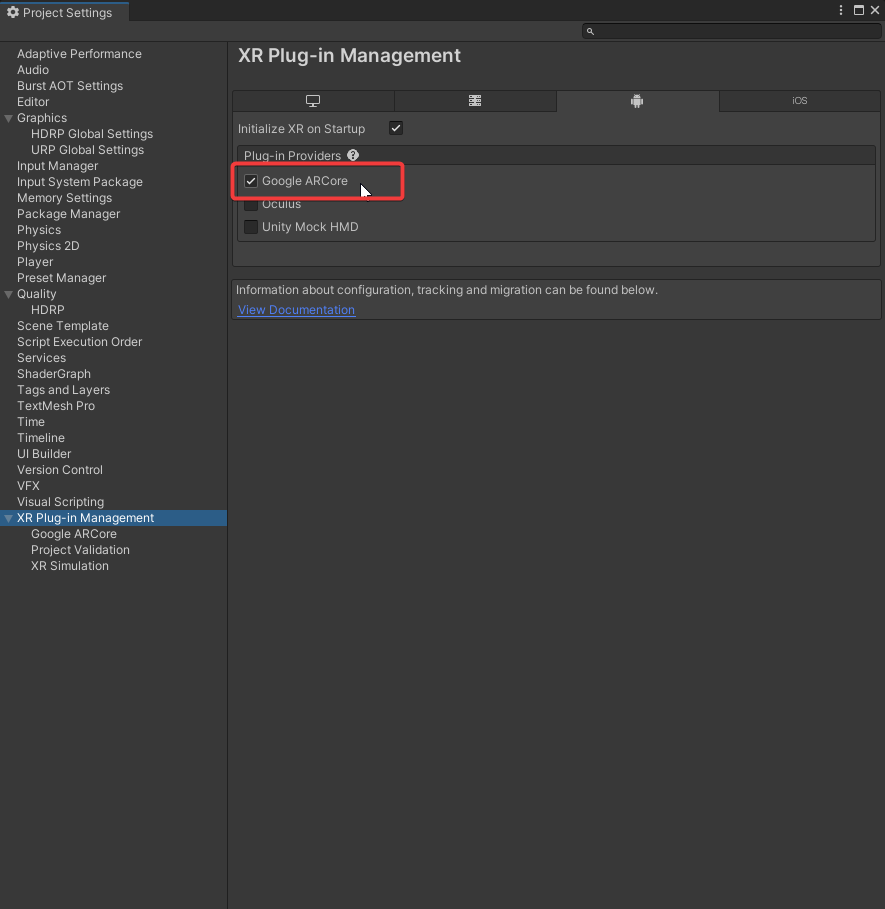 Project Settings
Adaptive Performance
Audio
Burst AOT Settings
Editor
Graphics
HDRP Global Settings
URP Global Settings
Input Manager
Input System Package
Memory Settings
Package Manager
Physics
Physics 2D
Player
Preset Manager
Quality
HDRP
Scene Template
Script Execution Order
Services
ShaderGraph
Tags and Layers
TextMesh Pro
Time
Timeline
UI Builder
Version Control
VFX
Visual Scripting
XR Plug-in Management
Google ARCore
Project Validation
XR Simulation
XR Plug-in Management
iOS
Initialize XR on Startup
Plug-in Providers
Google ARCore
Oculus
Unity Mock HMD
Information about configuration, tracking and migration can be found below.
View Documentation